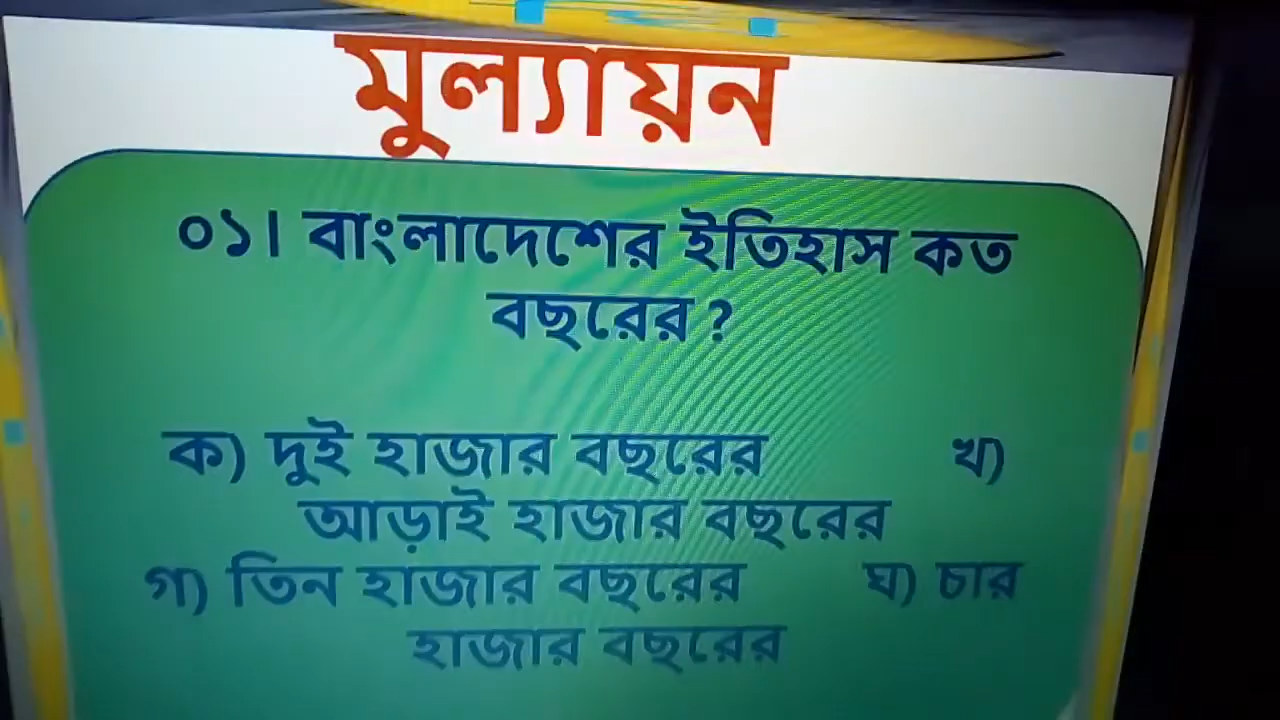 মুল্যায়ন
০১। বাংলাদেশের ইতিহাস কত
বছরের ?
ক) দুই হাজার বছরের খ)
আড়াই হাজার বছরের
গ) তিন হাজার বছরের ঘ) চার
হাজার বছরের